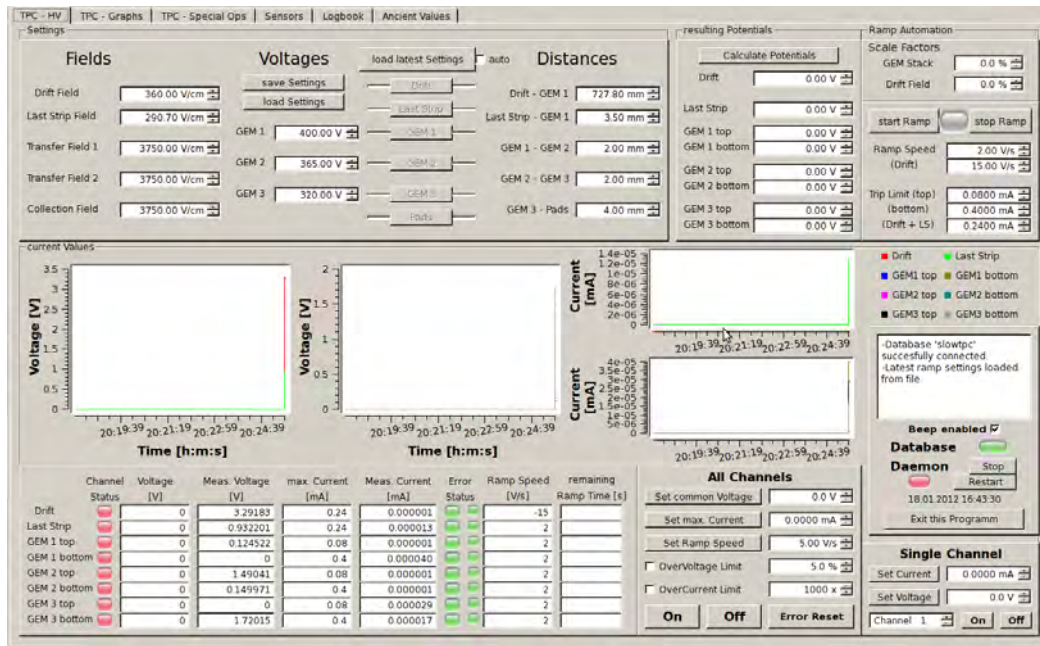 TPC - HV TPC - Graphs TPC - Special Ops Sensors Logbook Ancient Values
Settings
Fields
Drift Field 360.00 V/cm
Last Strip Field 290.70 V/cm
Transfer Field 1 3750.00 V/cm
Transfer Field 2 3750.00 V/cm
Collection Field 3750.00 V/cm
Voltages
save Settings
load Settings
GEM 1 400.00 V
GEM 2 365.00 V
GEM 3 320.00 V
load latest Settings auto
Drift
Last Strip
GEM 1
GEM 2
GEM 3
Pads
Distances
Drift - GEM 1 727.80 mm
Last Strip - GEM 1 3.50 mm
GEM 1 - GEM 2 2.00 mm
GEM 2 - GEM 3 2.00 mm
GEM 3 - Pads 4.00 mm
resulting Potentials
Calculate Potentials
Drift 0.00 V
Last Strip 0.00 V
GEM 1 top 0.00 V
GEM 1 bottom 0.00 V
GEM 2 top 0.00 V
GEM 2 bottom 0.00 V
GEM 3 top 0.00 V
GEM 3 bottom 0.00 V
Ramp Automation
Scale Factors
GEM Stack 0.0 %
Drift Field 0.0 %
start Ramp stop Ramp
Ramp Speed 2.00 V/s
(Drift) 15.00 V/s
Trip Limit (top) 0.0800 mA
(bottom) 0.4000 mA
(Drift + LS) 0.2400 mA
current Values
Voltage [V]
3.5
3
2.5
2
1.5
1
0.5
0
20:19:39 20:21:19 20:22:59 20:24:39
Time [h:m:s]
Voltage [V]
2
1.5
1
0.5
0
20:19:39 20:21:19 20:22:59 20:24:39
Time [h:m:s]
Current
[mA]
1.4e-05
1.2e-05
1e-05
8e-06
6e-06
4e-06
2e-06
0
20:19:39 20:21:19 20:22:59 20:24:39
Current
[mA]
4e-05
3.5e-05
3e-05
2.5e-05
2e-05
1.5e-05
1e-05
5e-06
0
20:19:39 20:21:19 20:22:59 20:24:39
Drift Last Strip
GEM1 top GEM1 bottom
GEM2 top GEM2 bottom
GEM3 top GEM3 bottom
-Database 'slowtpc'
succesfully connected
-Latest ramp settings loaded
from file
Beep enabled
Database
Daemon Stop
Restart
18.01.2012 16:43:30
Exit this Programm
Channel Voltage Meas. Voltage max. Current Meas. Current Error Ramp Speed remaining
Status [V] [V] [mA] [mA] Status [V/s] Ramp Time [s]
Drift 0 3.29183 0.24 0.000001 -15
Last Strip 0 0.932201 0.24 0.000013 2
GEM 1 top 0 0.124522 0.08 0.000001 2
GEM 1 bottom 0 0 0.4 0.000040 2
GEM 2 top 0 1.49041 0.08 0.000001 2
GEM 2 bottom 0 0.149971 0.4 0.000001 2
GEM 3 top 0 0 0.08 0.000029 2
GEM 3 bottom 0 1.72015 0.4 0.000017 2
All Channels
Set common Voltage 0.0 V
Set max. Current 0.0000 mA
Set Ramp Speed 5.00 V/s
OverVoltage Limit 5.0 %
OverCurrent Limit 1000 x
On Off Error Reset
Single Channel
Set Current 0.0000 mA
Set Voltage 0.0 V
Channel 1 On Off